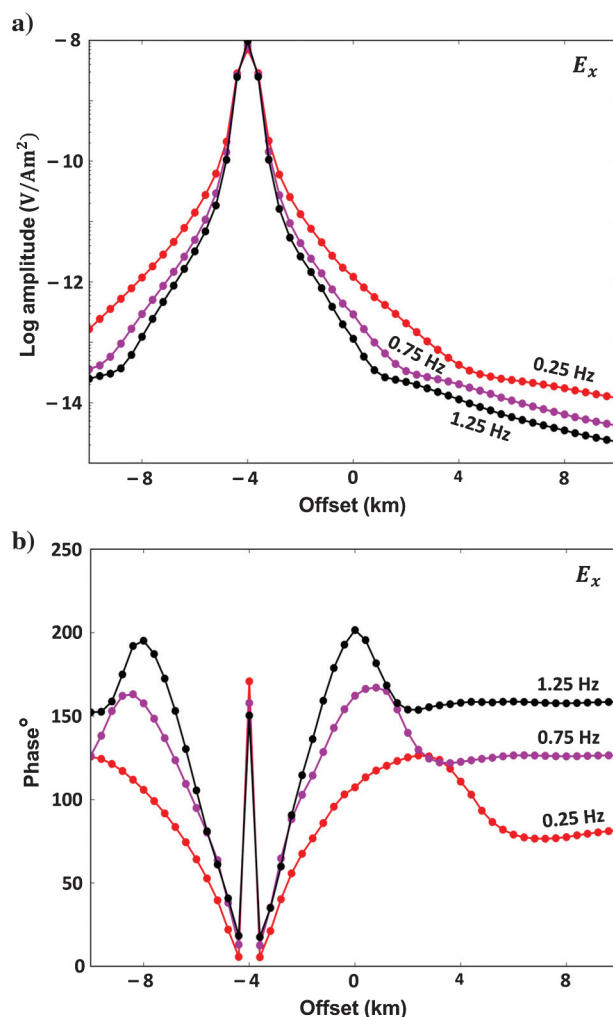 a)
−8
−10
−12
−14
Log amplitude (V/Am²)
Eₓ
0.25 Hz
0.75 Hz
1.25 Hz
−8 −4 0 4 8
Offset (km)
b)
250
200
150
100
50
0
Phase°
Eₓ
1.25 Hz
0.75 Hz
0.25 Hz
−8 −4 0 4 8
Offset (km)